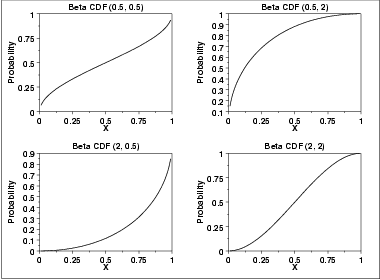 Beta CDF (0.5, 0.5)
Beta CDF (0.5, 2)
Probability
1
0.75
0.5
0.25
0
0 0.25 0.5 0.75 1
X
Probability
1
0.9
0.8
0.7
0.6
0.5
0.4
0.3
0.2
0.1
0 0.25 0.5 0.75 1
X
Beta CDF (2, 0.5)
Beta CDF (2, 2)
Probability
0.9
0.8
0.7
0.6
0.5
0.4
0.3
0.2
0.1
0
0 0.25 0.5 0.75 1
X
Probability
1
0.75
0.5
0.25
0
0 0.25 0.5 0.75 1
X